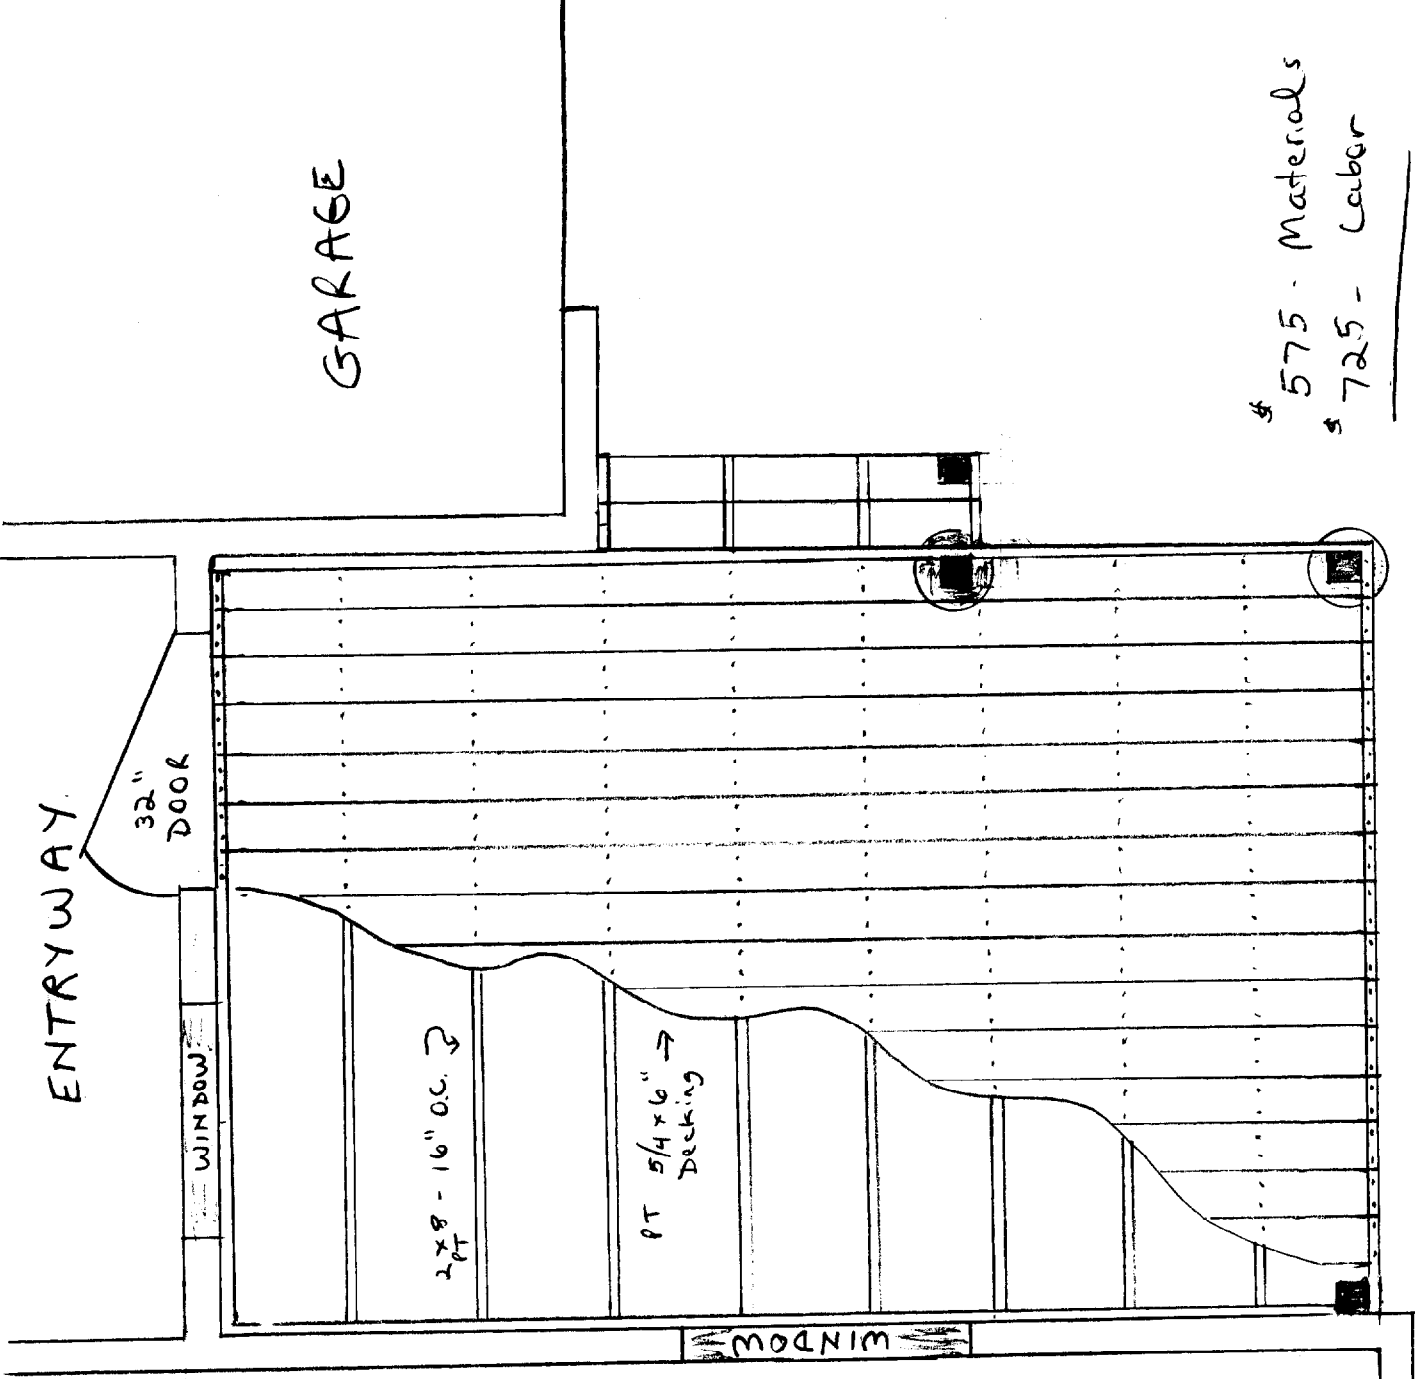 GARAGE
$ 575 - Materials
$ 725 - Labor
ENTRYWAY
32"
DOOR
WINDOW
2x8 - 16" O.C.
PT
PT 5/4 x 6" →
Decking
WINDOW